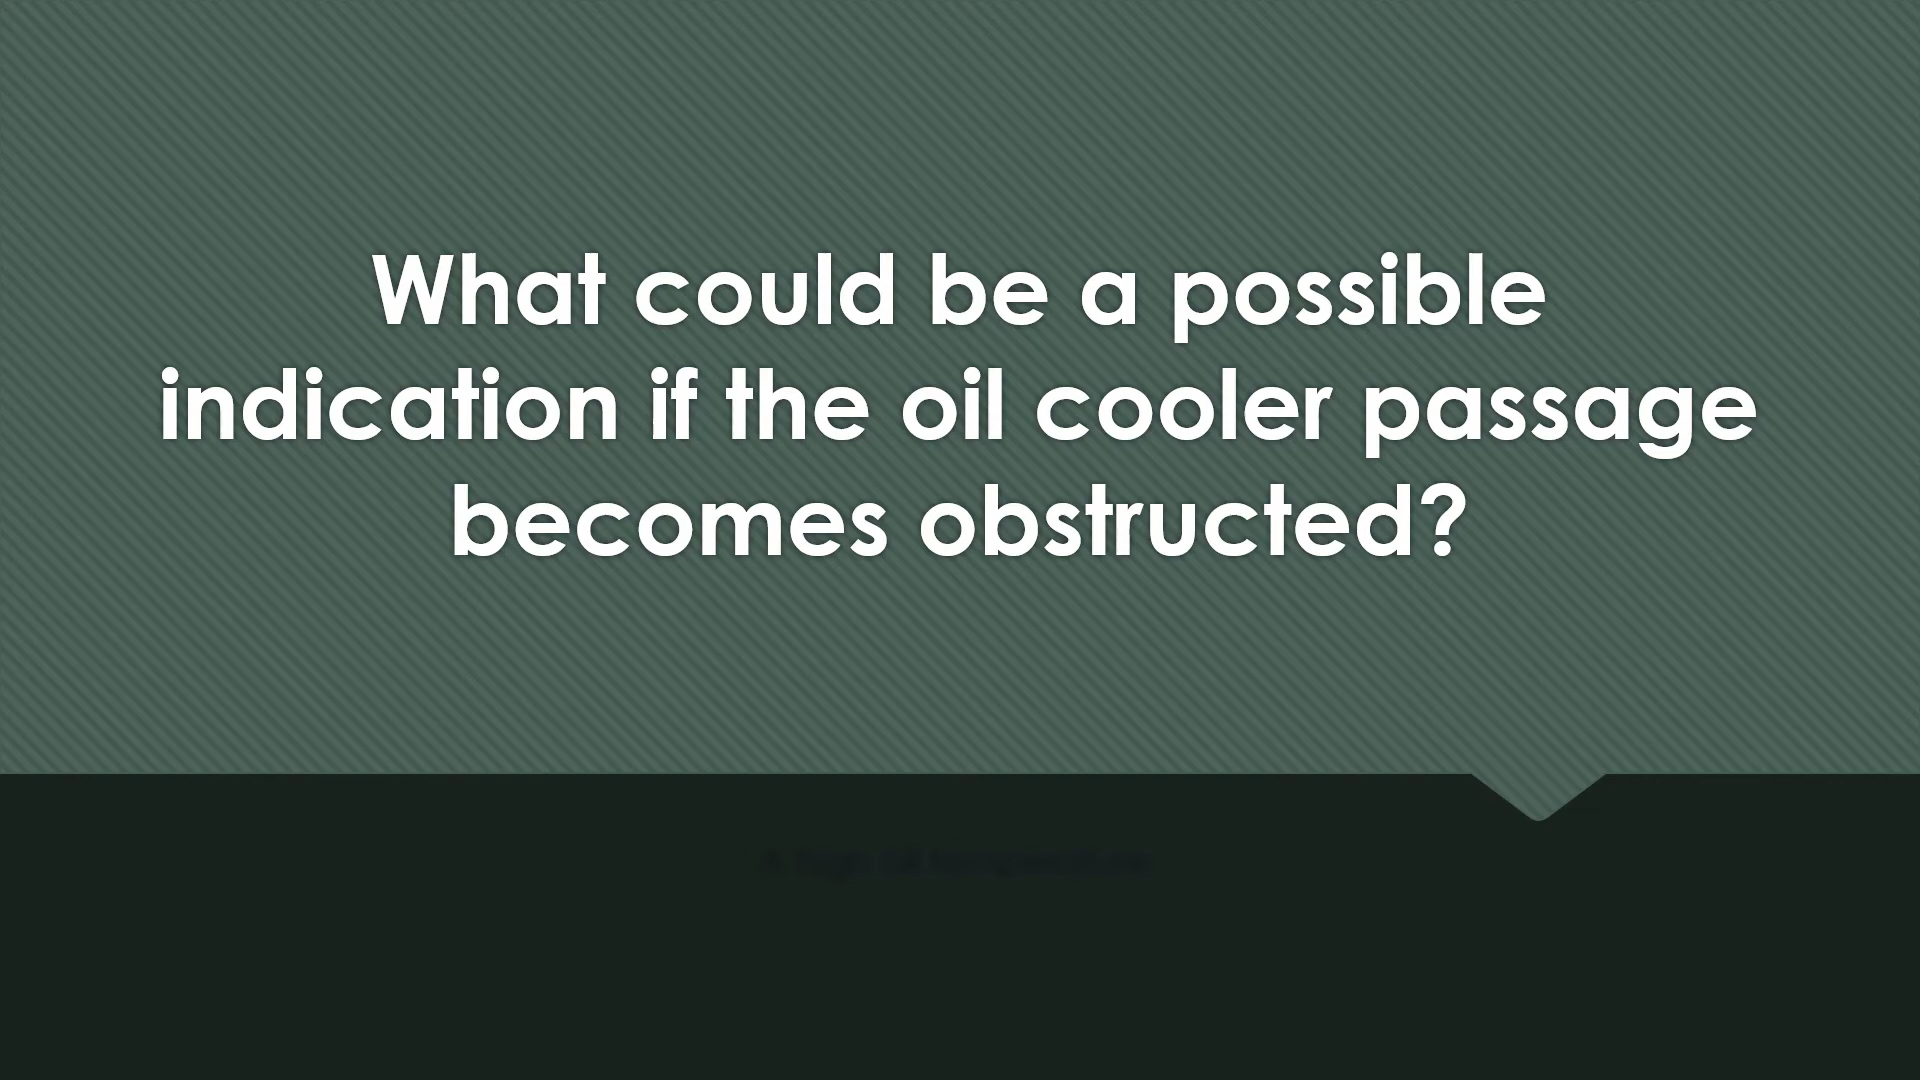 What could be a possible
indication if the oil cooler passage
becomes obstructed?